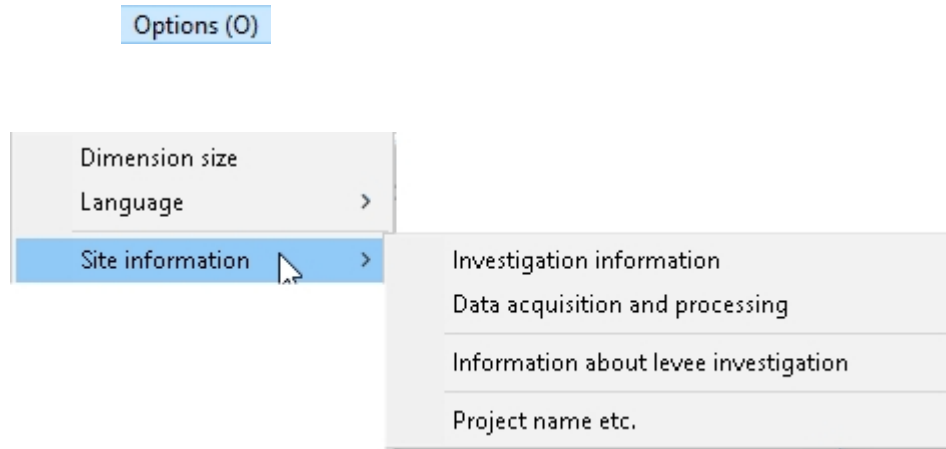 Options (O)
Dimension size
Language
Site information
Investigation information
Data acquisition and processing
Information about levee investigation
Project name etc.